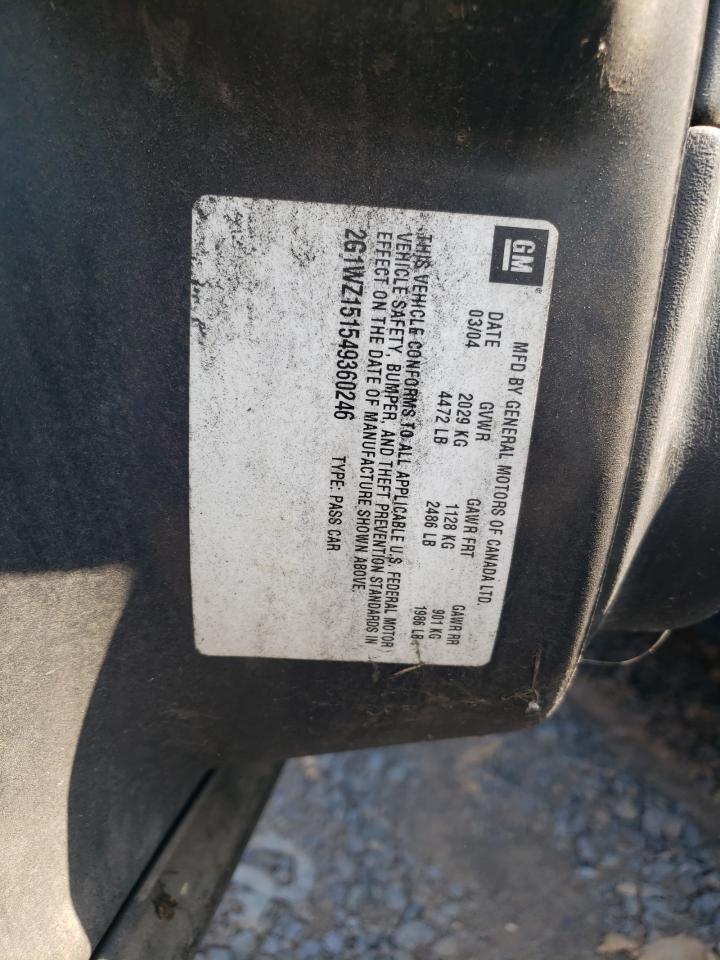 GM
MFD BY GENERAL MOTORS OF CANADA LTD.
DATE GVWR GAWR FRT GAWR RR
03/04 2029 KG 1128 KG 901 KG
4472 LB 2486 LB 1986 LB
THIS VEHICLE CONFORMS TO ALL APPLICABLE U.S. FEDERAL MOTOR
VEHICLE SAFETY, BUMPER, AND THEFT PREVENTION STANDARDS IN
EFFECT ON THE DATE OF MANUFACTURE SHOWN ABOVE.
2G1WZ151549360246 TYPE: PASS CAR